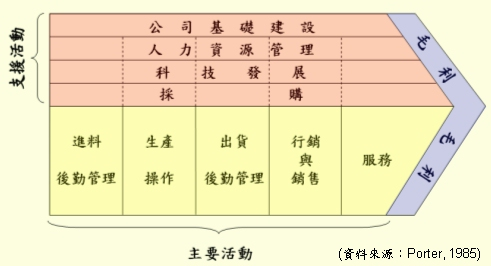 支援活動
公司基礎建設
人力資源管理
科技發展
採購
毛利
進料
後勤管理
生產
操作
出貨
後勤管理
行銷
與
銷售
服務
毛利
主要活動
(資料來源：Porter, 1985)